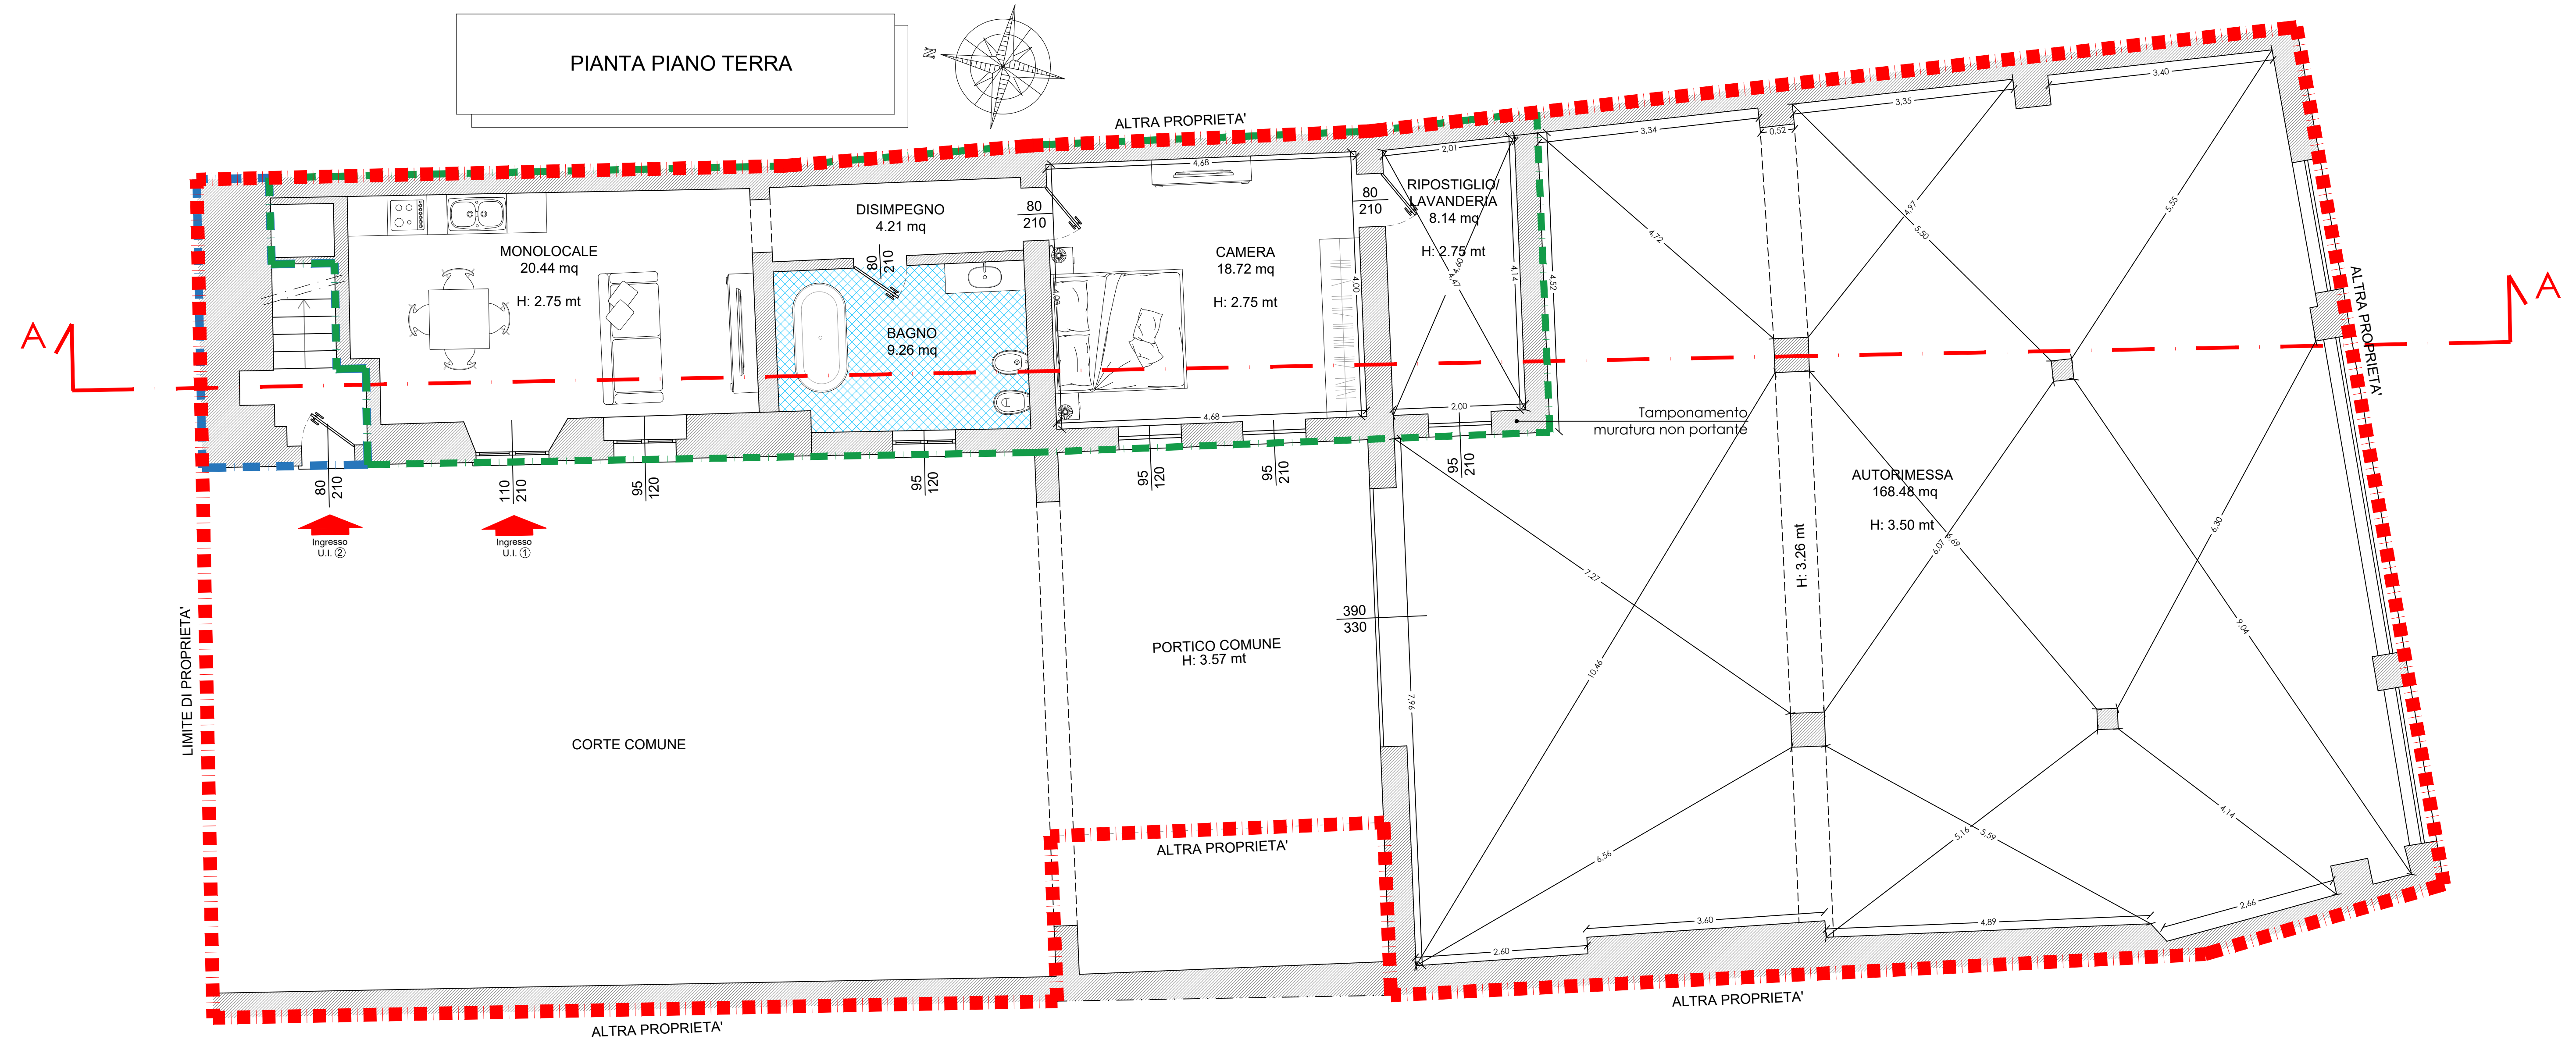 PIANTA PIANO TERRA
N
ALTRA PROPRIETA'
3.40
3.35
3.34
0.52
4.68
2.01
RIPOSTIGLIO/
LAVANDERIA
8.14 mq
H: 2.75 mt
80
210
80
210
DISIMPEGNO
4.21 mq
80
210
MONOLOCALE
20.44 mq
H: 2.75 mt
CAMERA
18.72 mq
H: 2.75 mt
BAGNO
9.26 mq
4.00
4.00
4.60
4.47
4.14
4.52
4.72
4.97
5.50
5.55
ALTRA PROPRIETA'
A
A
4.68
2.00
Tamponamento
muratura non portante
80
210
110
210
95
120
95
120
95
120
95
210
95
210
Ingresso
U.I. ②
Ingresso
U.I. ①
AUTORIMESSA
168.48 mq
H: 3.50 mt
H: 3.26 mt
6.07
6.69
6.30
7.27
390
330
PORTICO COMUNE
H: 3.57 mt
LIMITE DI PROPRIETA'
10.46
7.96
9.04
CORTE COMUNE
ALTRA PROPRIETA'
6.56
5.16
5.59
4.14
3.60
2.60
4.89
2.66
ALTRA PROPRIETA'
ALTRA PROPRIETA'